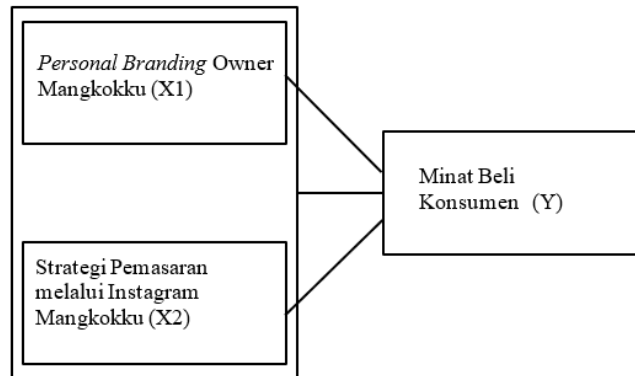 Personal Branding Owner
Mangkokku (X1)
Minat Beli
Konsumen (Y)
Strategi Pemasaran
melalui Instagram
Mangkokku (X2)